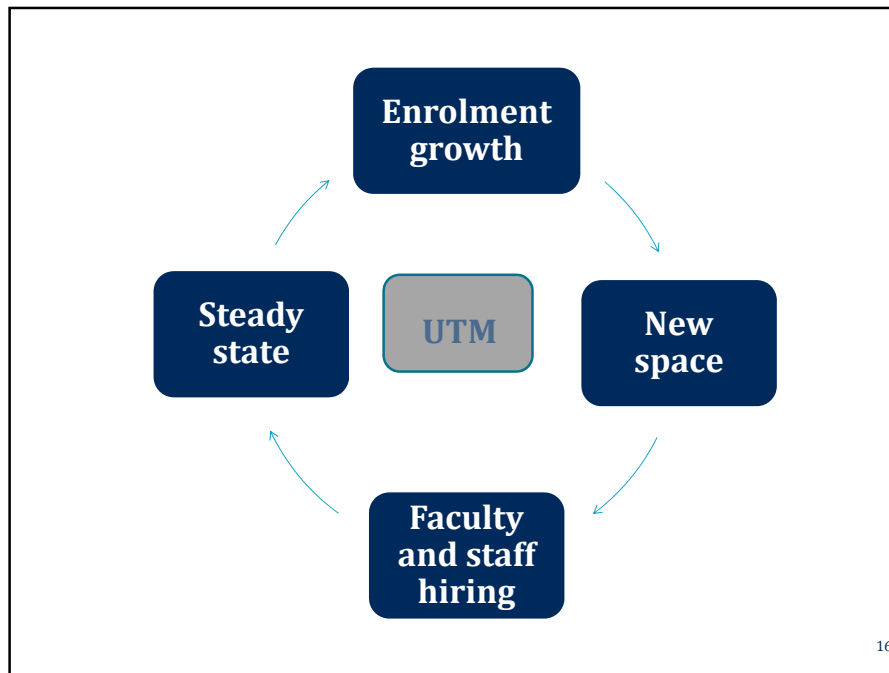 Enrolment
growth
Steady
state
UTM
New
space
Faculty
and staff
hiring
16